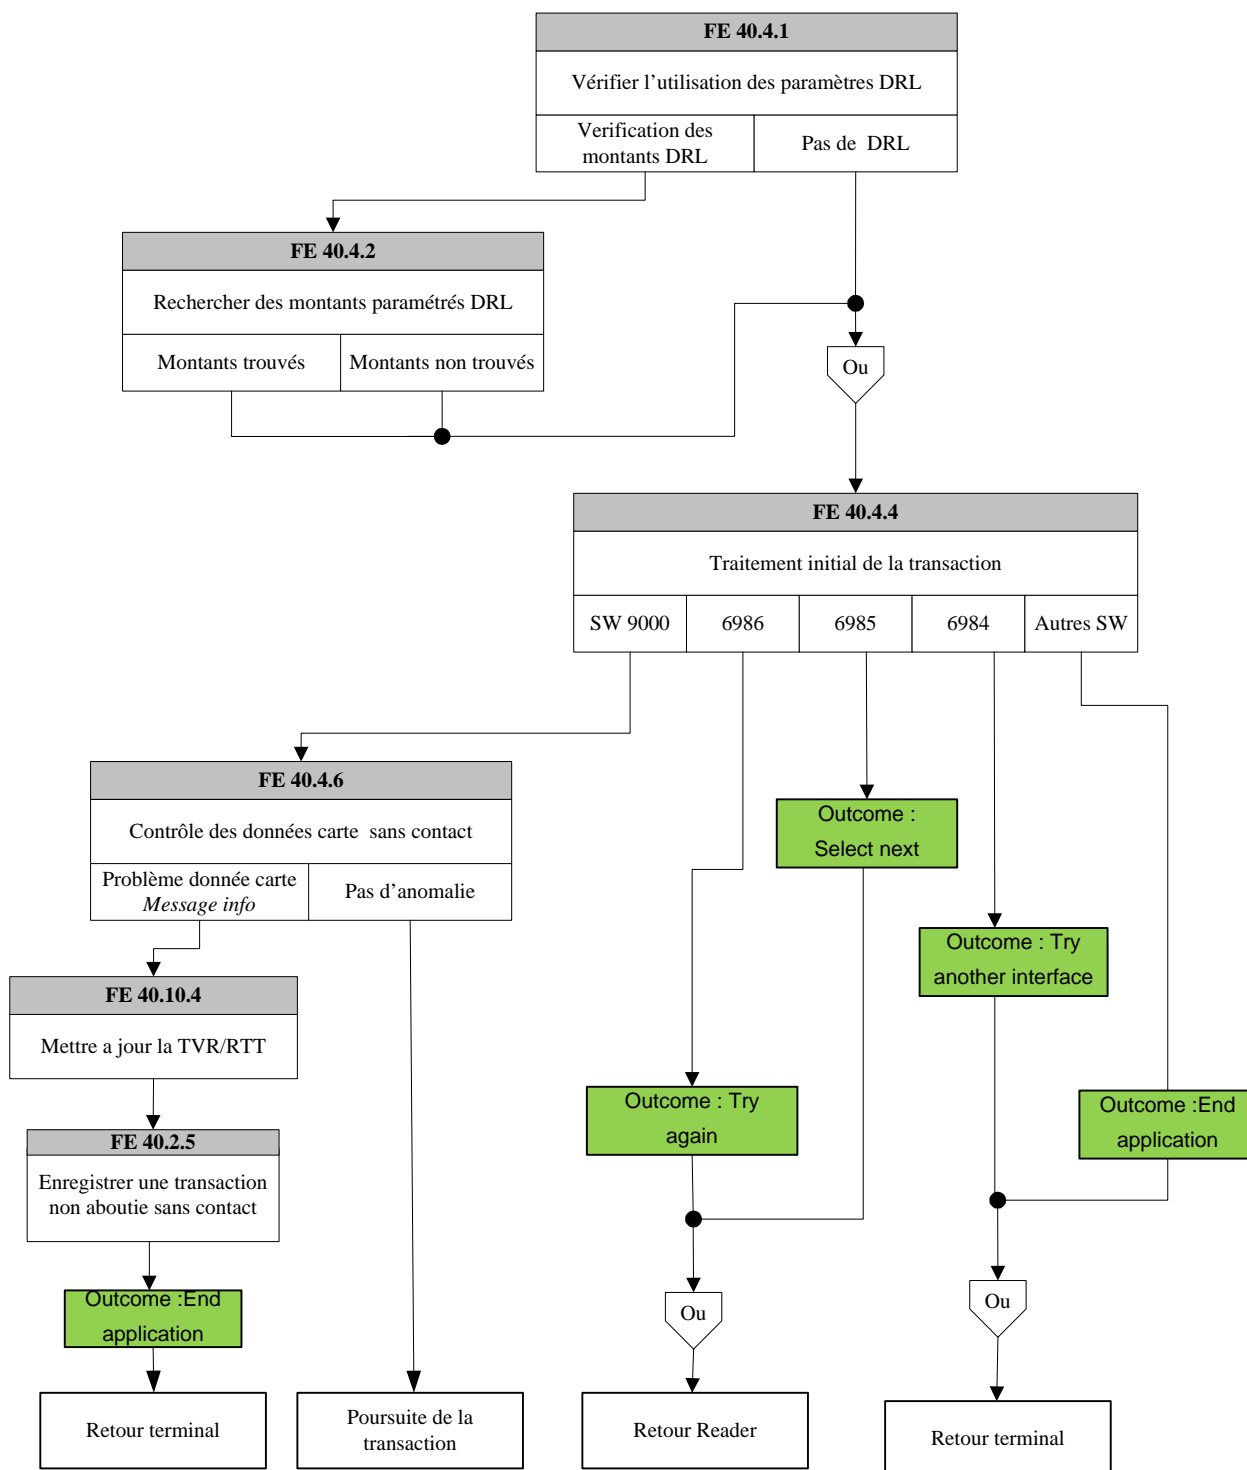 FE 40.4.1
Vérifier l’utilisation des paramètres DRL
Verification des
montants DRL
Pas de DRL
FE 40.4.2
Rechercher des montants paramétrés DRL
Montants trouvés
Montants non trouvés
Ou
FE 40.4.4
Traitement initial de la transaction
SW 9000
6986
6985
6984
Autres SW
FE 40.4.6
Contrôle des données carte sans contact
Problème donnée carte
Message info
Pas d’anomalie
Outcome :
Select next
Outcome : Try
another interface
FE 40.10.4
Mettre a jour la TVR/RTT
Outcome : Try
again
Outcome :End
application
FE 40.2.5
Enregistrer une transaction
non aboutie sans contact
Outcome :End
application
Ou
Ou
Retour terminal
Poursuite de la
transaction
Retour Reader
Retour terminal